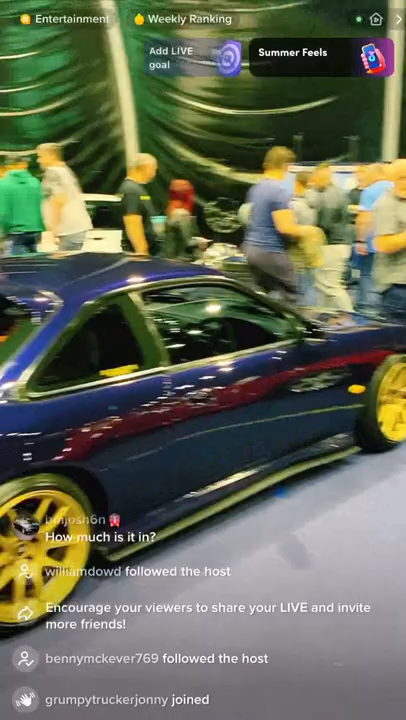 Entertainment
Weekly Ranking
Add LIVE
goal
Summer Feels
bmjosh6n
How much is it in?
williamdowd followed the host
Encourage your viewers to share your LIVE and invite
more friends!
bennymckever769 followed the host
grumpytruckerjonny joined